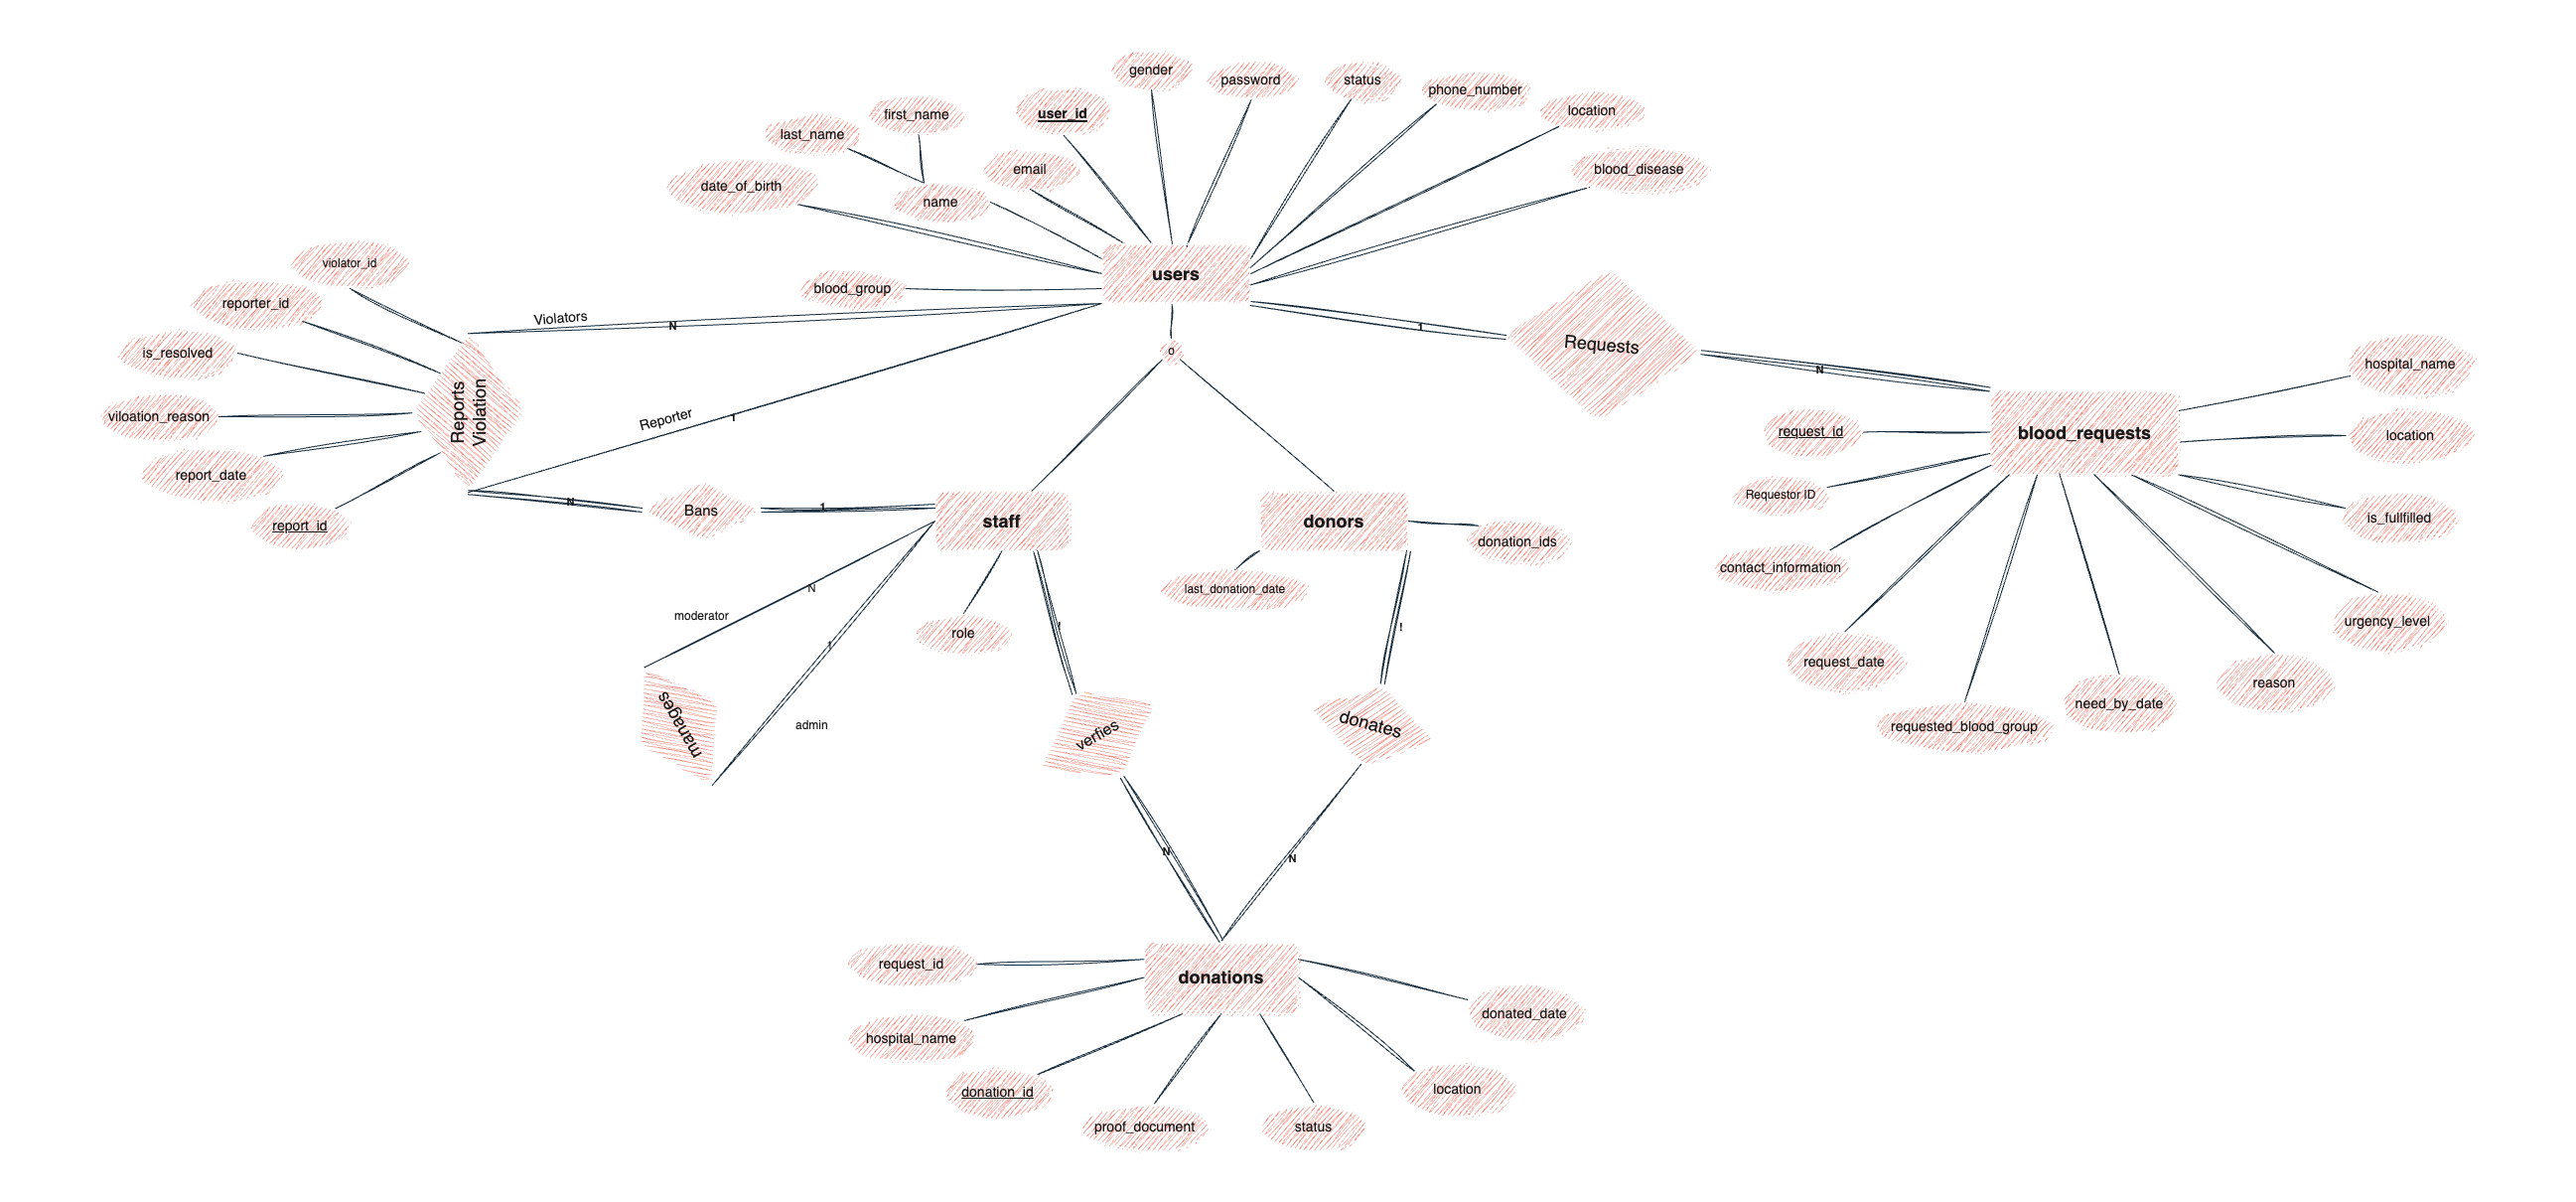 gender
password
status
phone_number
location
first_name
last_name
user_id
email
blood_disease
date_of_birth
name
users
blood_group
violator_id
reporter_id
is_resolved
viloation_reason
report_date
report_id
Reports
Violation
Violators
N
Reporter
1
o
1
Requests
N
hospital_name
request_id
blood_requests
location
Requestor ID
is_fullfilled
contact_information
urgency_level
request_date
reason
need_by_date
requested_blood_group
N
Bans
1
staff
donors
donation_ids
last_donation_date
N
moderator
role
1
!
!
manages
admin
verfies
donates
N
N
request_id
donations
hospital_name
donated_date
donation_id
location
proof_document
status